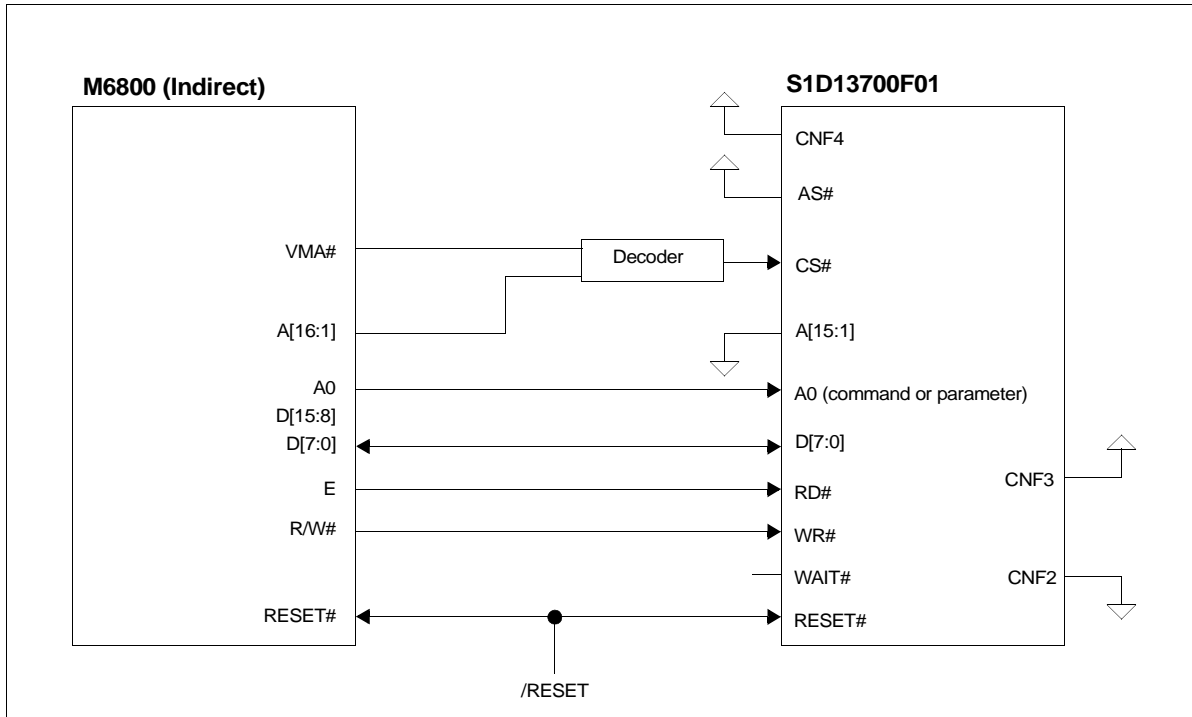 M6800 (Indirect)
S1D13700F01
CNF4
AS#
VMA#
Decoder
CS#
A[16:1]
A[15:1]
A0
A0 (command or parameter)
D[15:8]
D[7:0]
D[7:0]
CNF3
E
RD#
R/W#
WR#
WAIT#
CNF2
RESET#
RESET#
/RESET